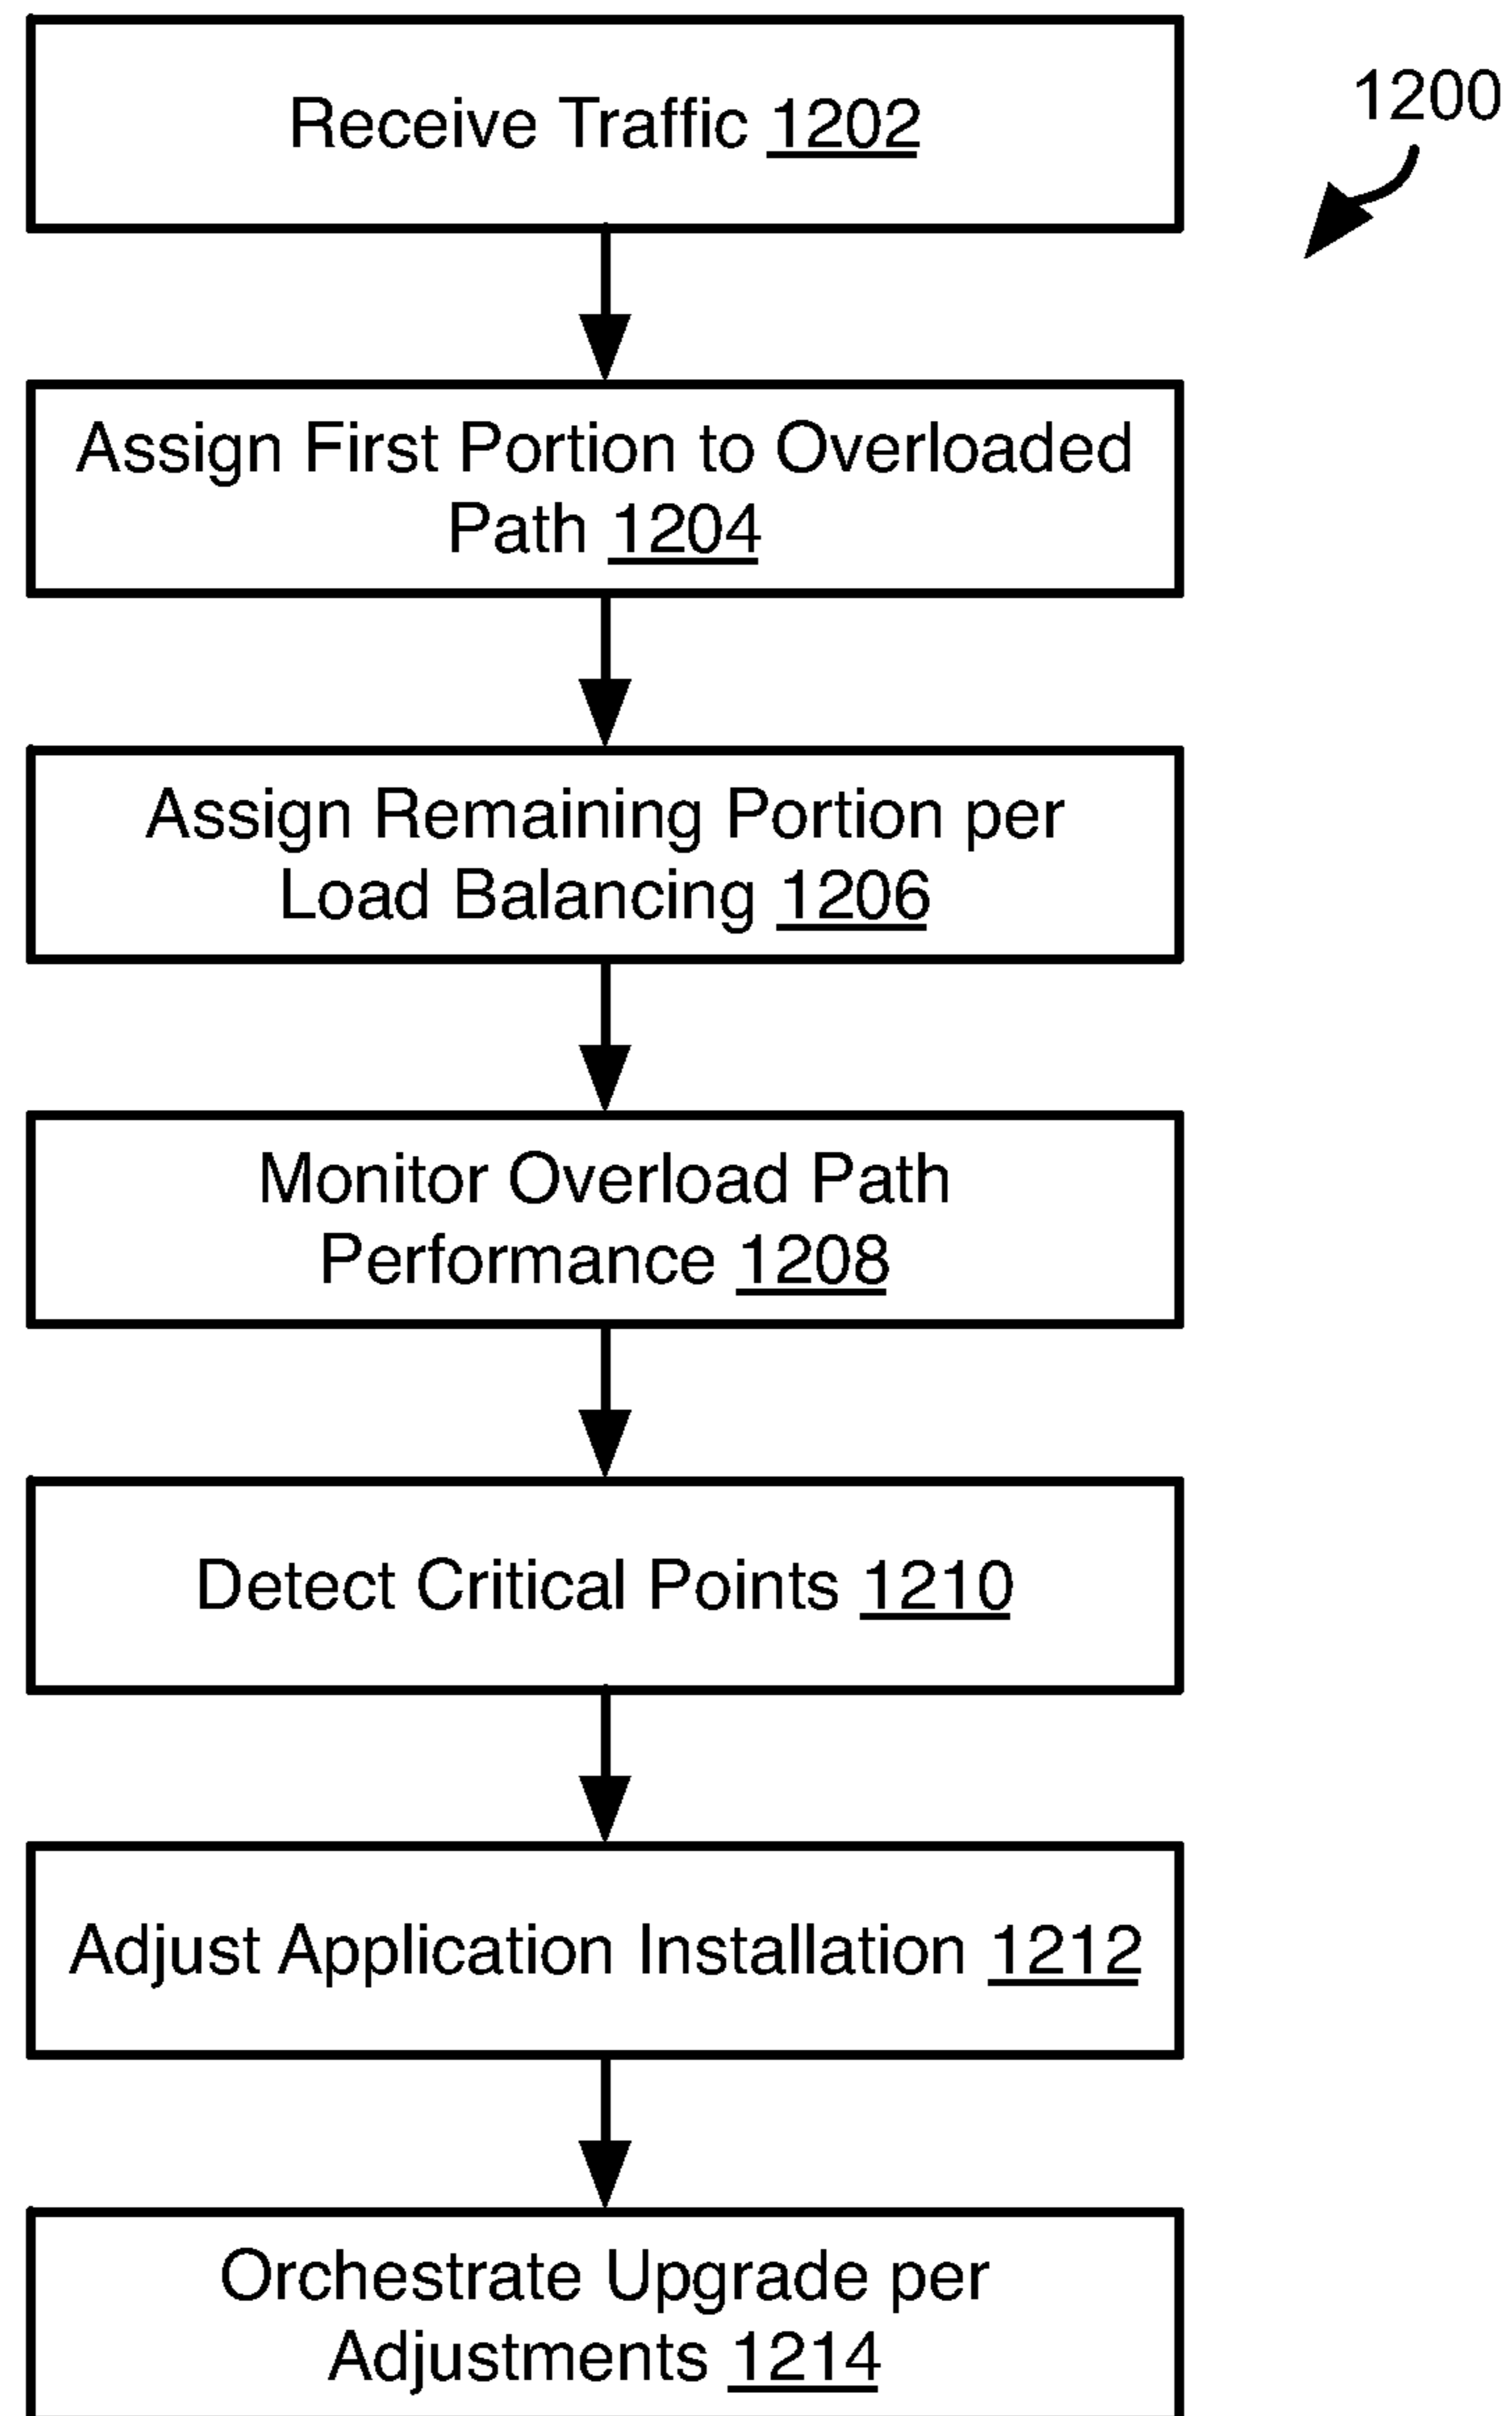 Receive Traffic 1202
1200
Assign First Portion to Overloaded
Path 1204
Assign Remaining Portion per
Load Balancing 1206
Monitor Overload Path
Performance 1208
Detect Critical Points 1210
Adjust Application Installation 1212
Orchestrate Upgrade per
Adjustments 1214